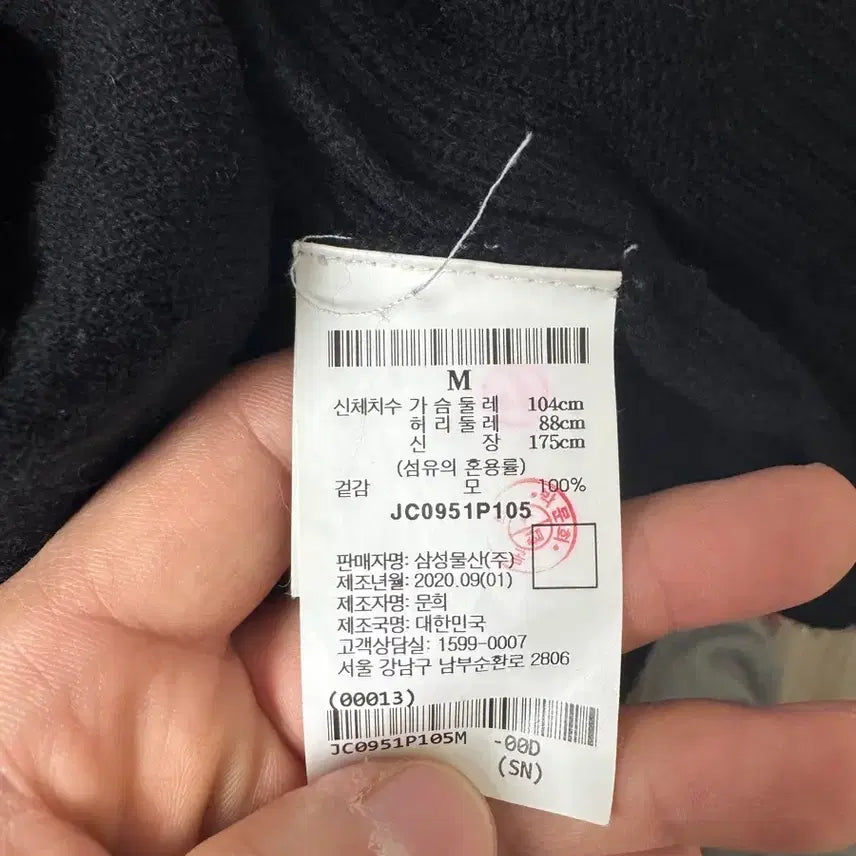 M
신체치수 가슴둘레 104cm
허리둘레 88cm
신장 175cm
(섬유의 혼용률)
겉감 모 100%
JC0951P105
판매자명: 삼성물산(주)
제조년월: 2020.09(01)
제조자명: 문희
제조국명: 대한민국
고객상담실: 1599-0007
서울 강남구 남부순환로 2806
(00013)
JC0951P105M -00D
(SN)